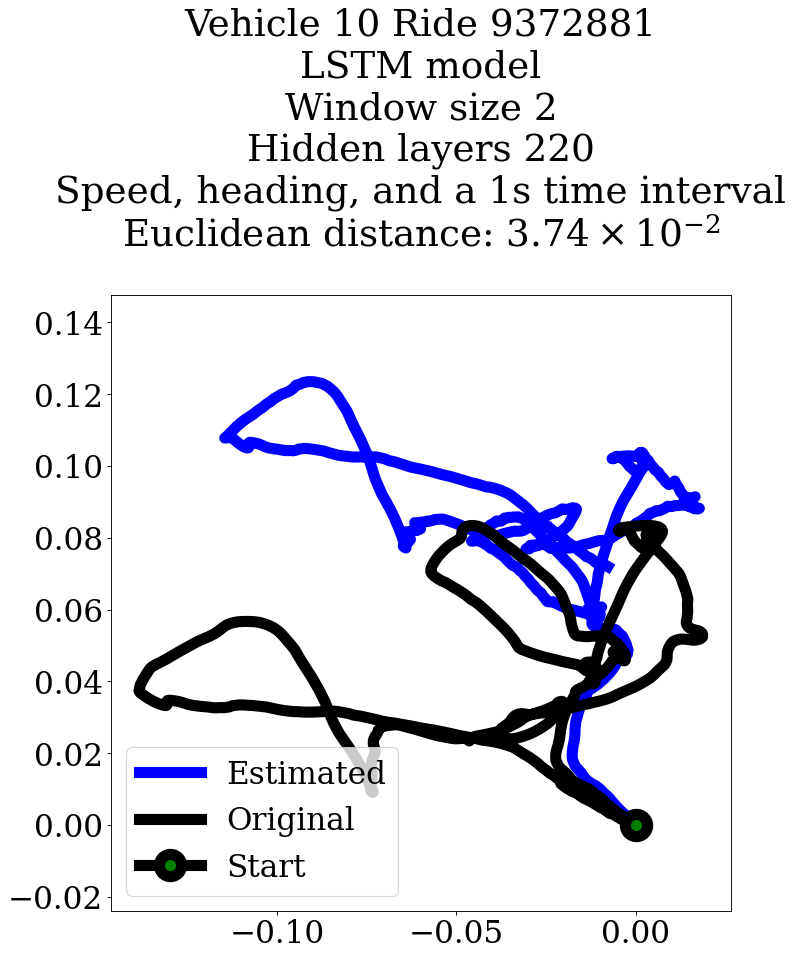 Vehicle 10 Ride 9372881
LSTM model
Window size 2
Hidden layers 220
Speed, heading, and a 1s time interval
Euclidean distance: 3.74 × 10⁻²
0.14
0.12
0.10
0.08
0.06
0.04
0.02
0.00
−0.02
Estimated
Original
Start
−0.10 −0.05 0.00